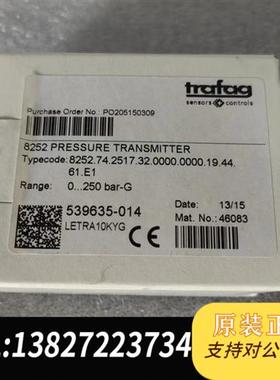 trafag
sensors & controls
Purchase Order No.: PO205150309
8252 PRESSURE TRANSMITTER
Typecode: 8252.74.2517.32.0000.0000.19.44.
61.E1
Range: 0...250 bar-G
539635-014
13/15
Mat. No.: 46083
LETRA10KYG CE
原装正
支持对公
:13827223734